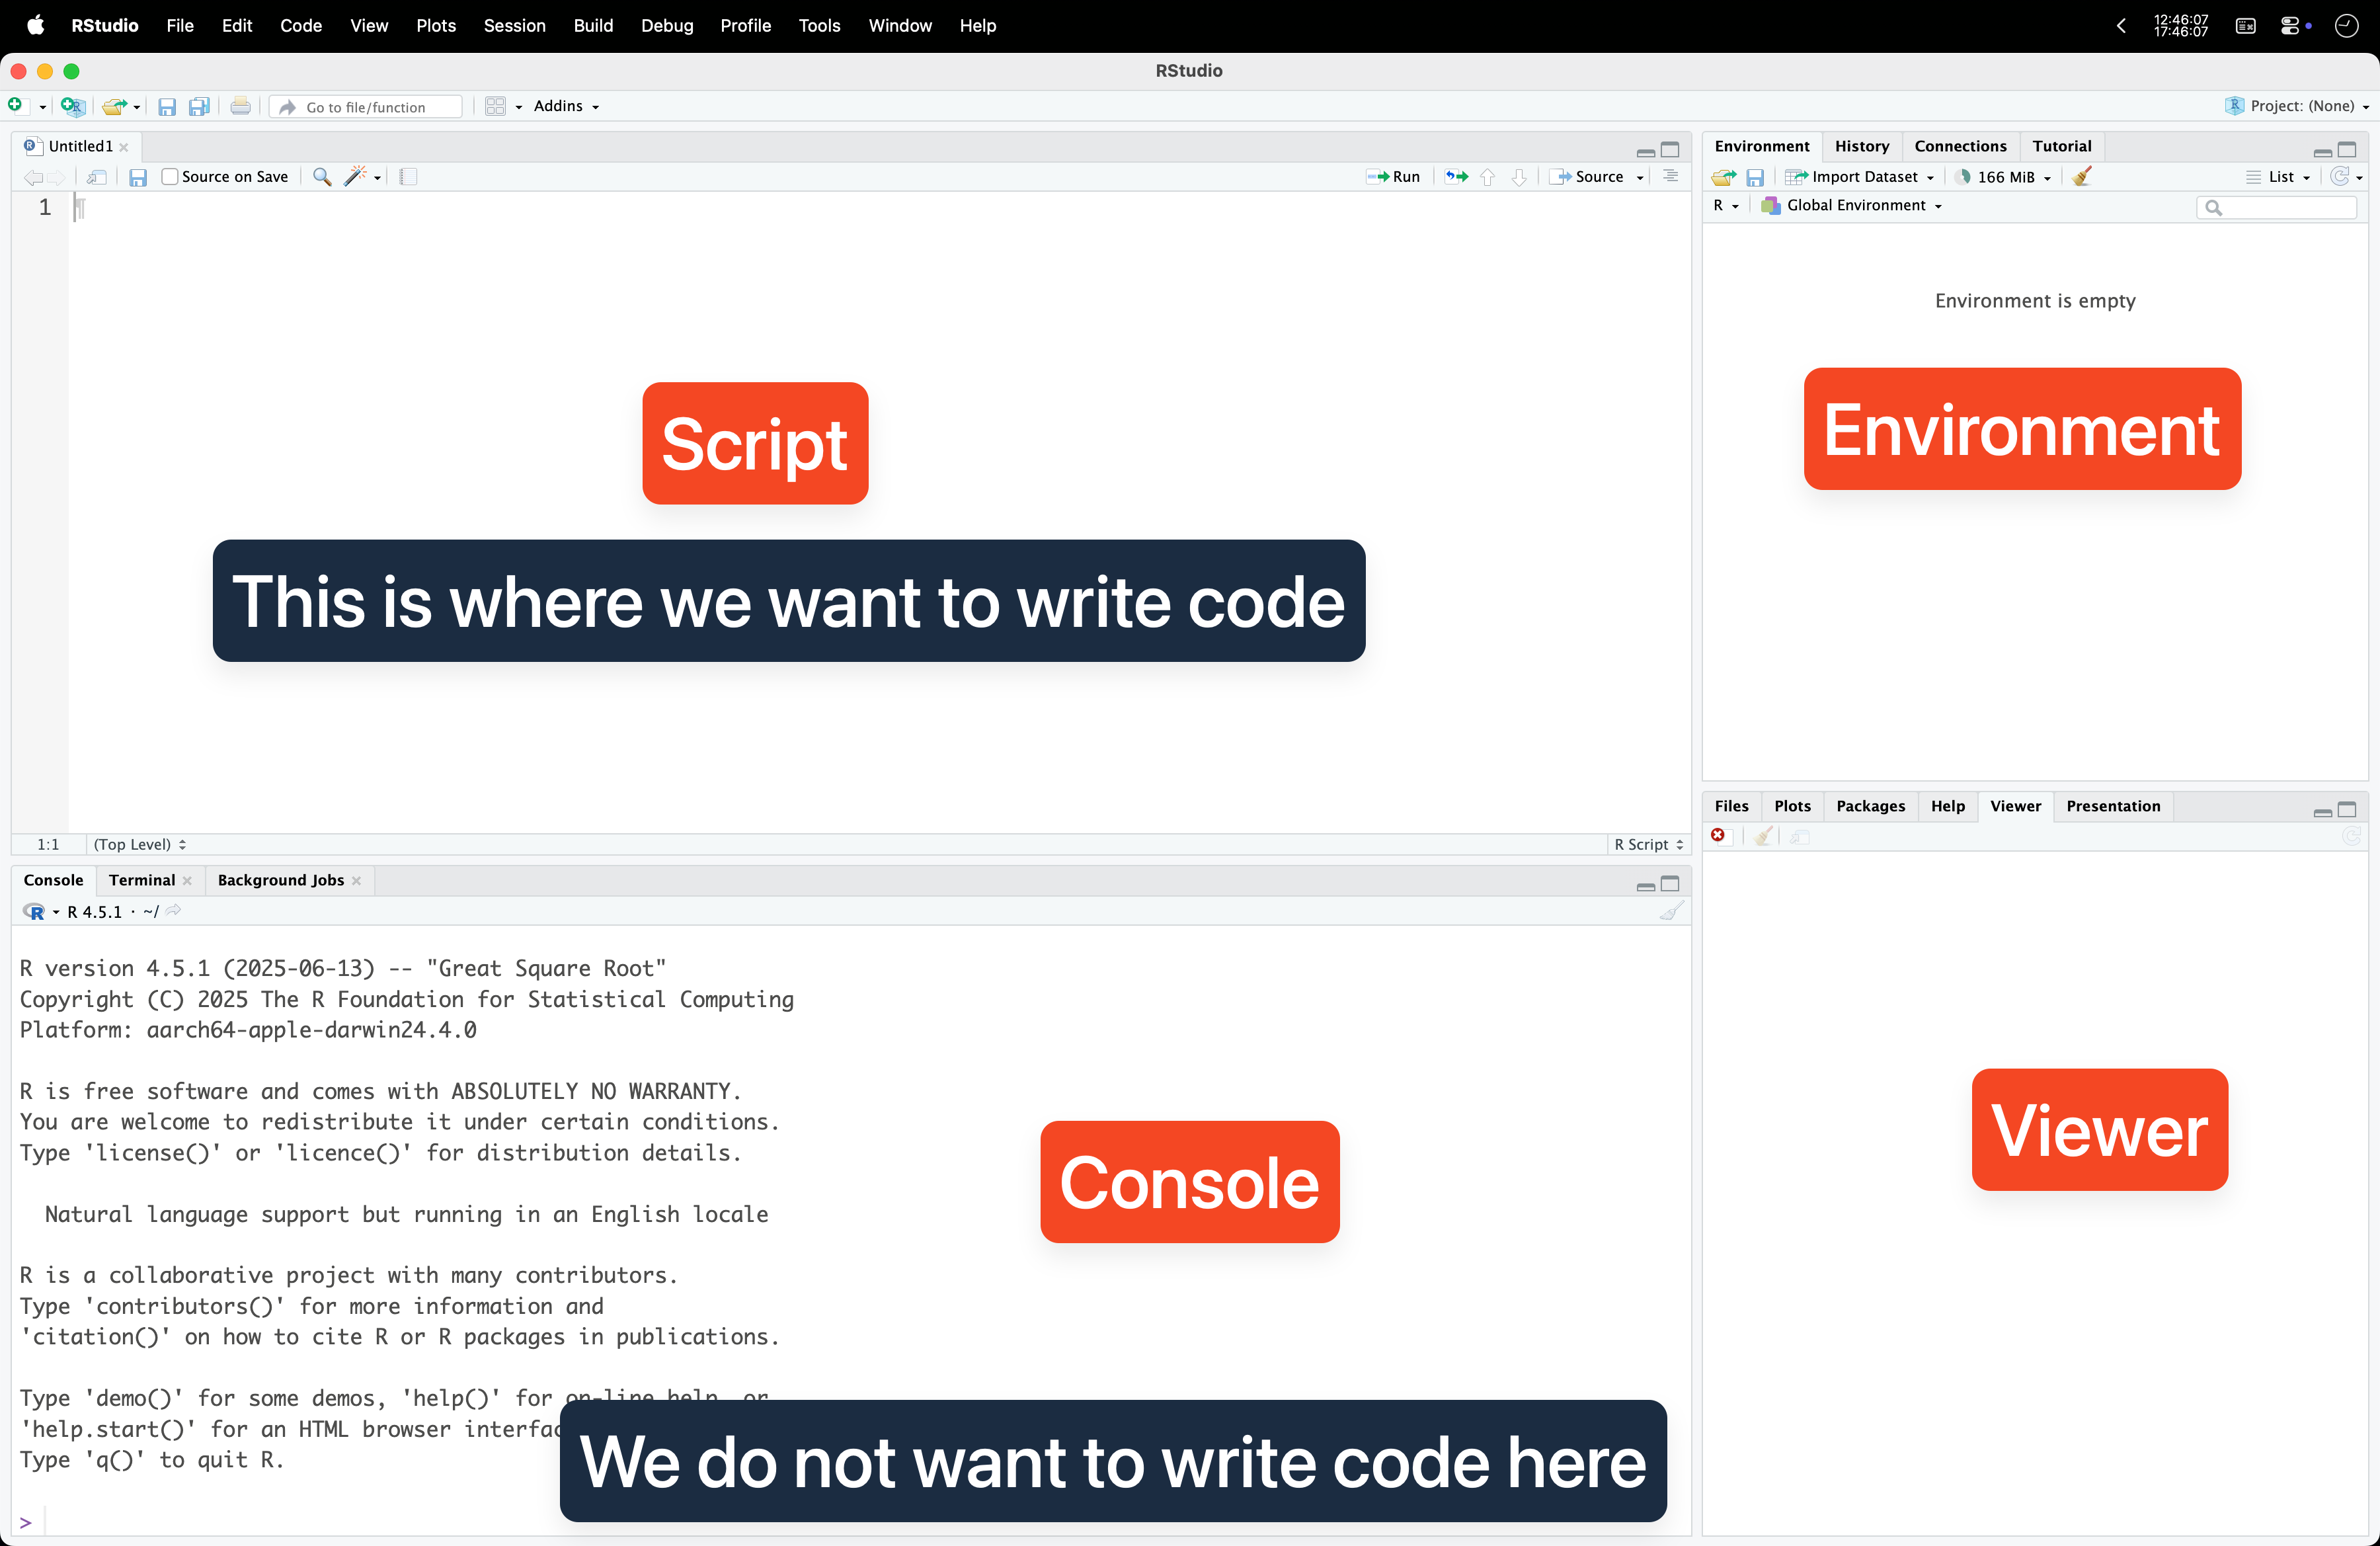 RStudio File Edit Code View Plots Session Build Debug Profile Tools Window Help
12:46:07
17:46:07
RStudio
Go to file/function Addins Project: (None)
Untitled1
Source on Save Run Source
1
Script
This is where we want to write code
1:1 (Top Level) R Script
Console Terminal Background Jobs
R 4.5.1 · ~/
R version 4.5.1 (2025-06-13) -- "Great Square Root"
Copyright (C) 2025 The R Foundation for Statistical Computing
Platform: aarch64-apple-darwin24.4.0
R is free software and comes with ABSOLUTELY NO WARRANTY.
You are welcome to redistribute it under certain conditions.
Type 'license()' or 'licence()' for distribution details.
Natural language support but running in an English locale
R is a collaborative project with many contributors.
Type 'contributors()' for more information and
'citation()' on how to cite R or R packages in publications.
Type 'demo()' for some demos, 'help()' for on-line help, or
'help.start()' for an HTML browser interfac
Type 'q()' to quit R.
>
Console
We do not want to write code here
Environment History Connections Tutorial
Import Dataset 166 MiB List
R Global Environment
Environment is empty
Environment
Files Plots Packages Help Viewer Presentation
Viewer